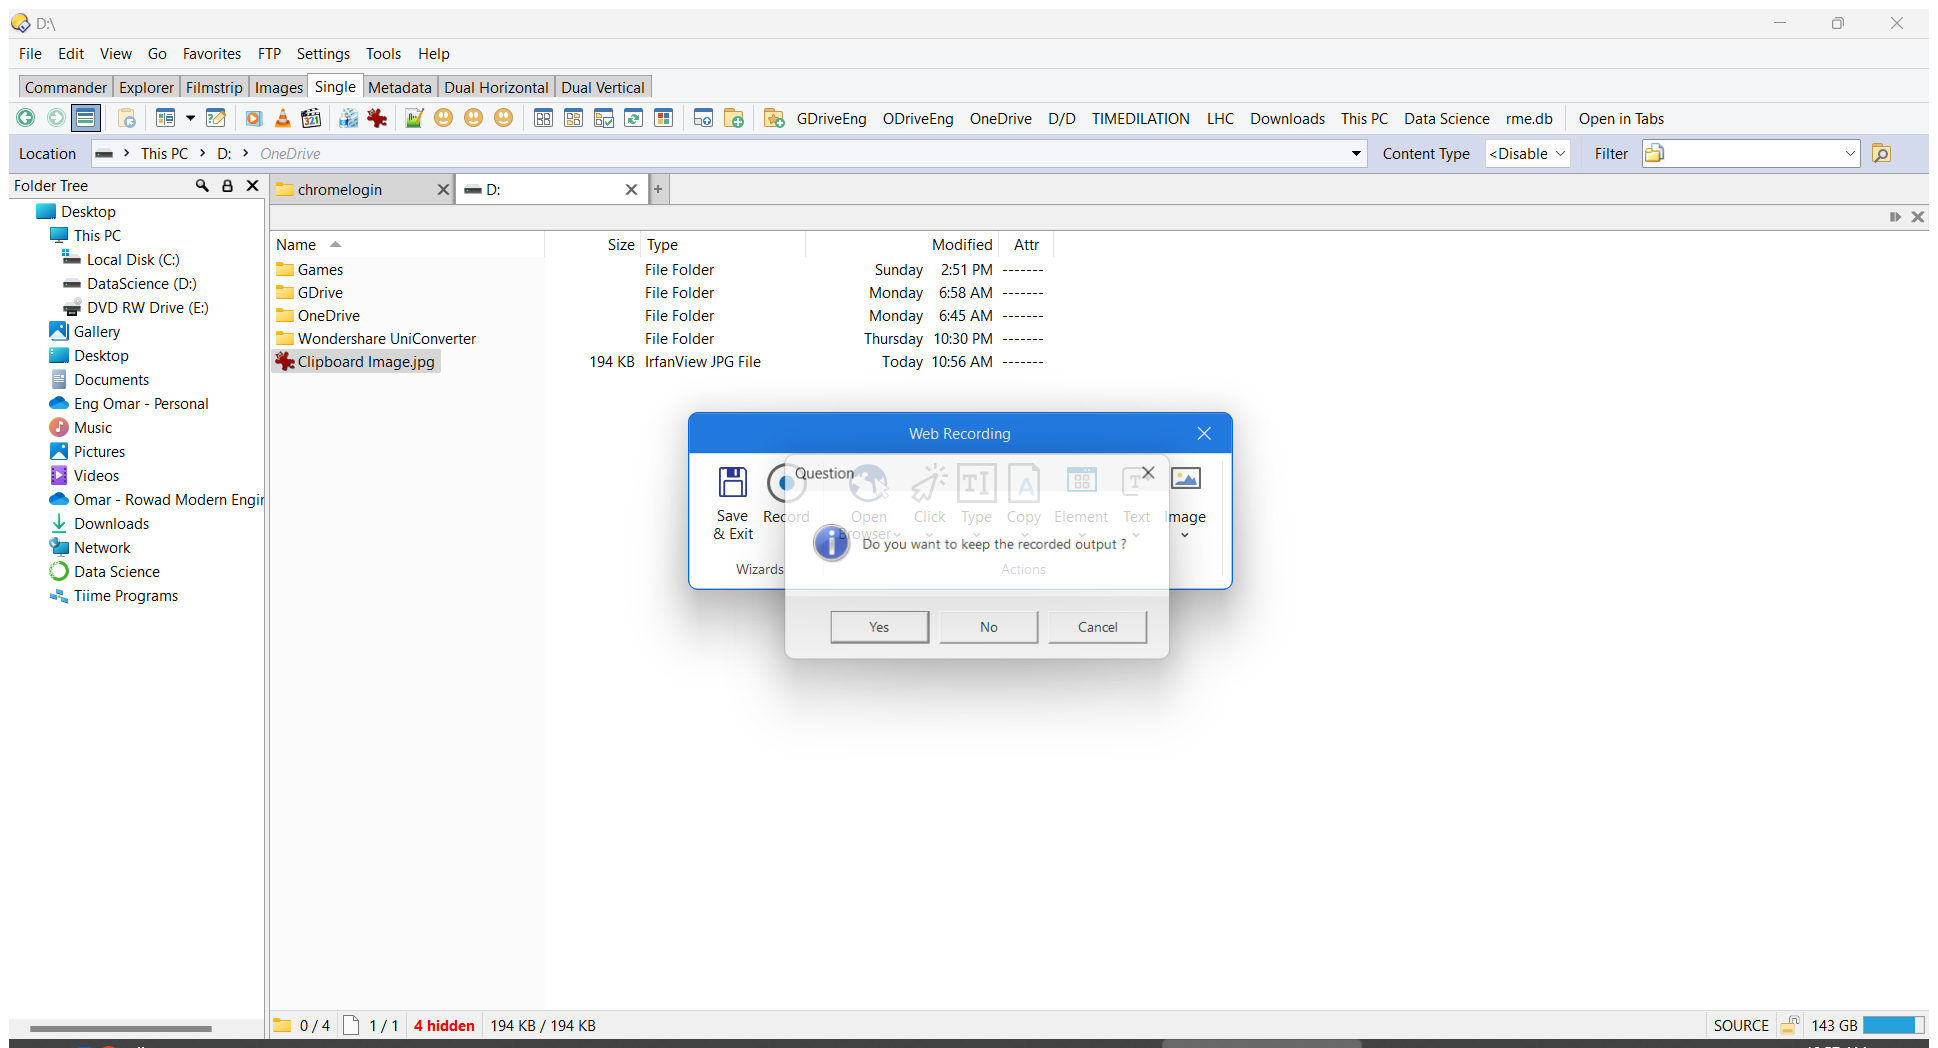 D:\
File Edit View Go Favorites FTP Settings Tools Help
Commander Explorer Filmstrip Images Single Metadata Dual Horizontal Dual Vertical
GDriveEng ODriveEng OneDrive D/D TIMEDILATION LHC Downloads This PC Data Science rme.db Open in Tabs
Location This PC D: OneDrive Content Type <Disable Filter
Folder Tree
chromelogin D: +
Desktop
This PC
Local Disk (C:)
DataScience (D:)
DVD RW Drive (E:)
Gallery
Desktop
Documents
Eng Omar - Personal
Music
Pictures
Videos
Omar - Rowad Modern Engir
Downloads
Network
Data Science
Tiime Programs
Name Size Type Modified Attr
Games File Folder Sunday 2:51 PM -------
GDrive File Folder Monday 6:58 AM -------
OneDrive File Folder Monday 6:45 AM -------
Wondershare UniConverter File Folder Thursday 10:30 PM -------
Clipboard Image.jpg 194 KB IrfanView JPG File Today 10:56 AM -------
Web Recording
Save & Exit
Record
Open Browser
Click
Type
Copy
Element
Text
Image
Wizards
Actions
Question
Do you want to keep the recorded output ?
Yes No Cancel
0 / 4 1 / 1 4 hidden 194 KB / 194 KB SOURCE 143 GB